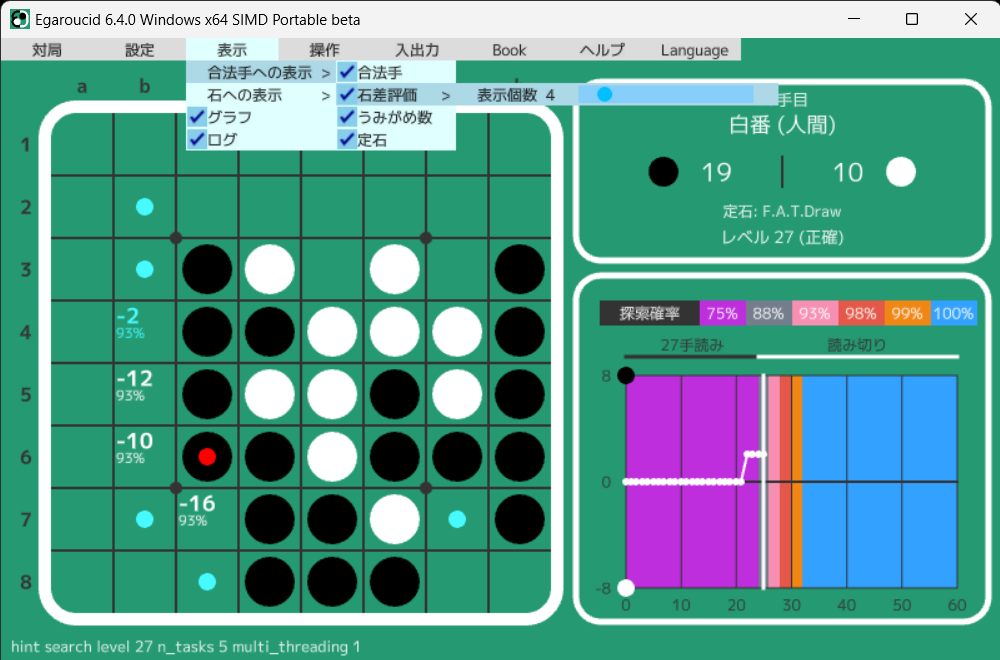 Egaroucid 6.4.0 Windows x64 SIMD Portable beta
対局 設定 表示 操作 入出力 Book ヘルプ Language
合法手への表示 > 合法手
石への表示 > 石差評価 > 表示個数 4
グラフ うみがめ数
ログ 定石
a b
1
2
3
4
5
6
7
8
-2
93%
-12
93%
-10
93%
-16
93%
手目
白番 (人間)
19 10
定石: F.A.T.Draw
レベル 27 (正確)
探索確率 75% 88% 93% 98% 99% 100%
27手読み 読み切り
8
0
-8
0 10 20 30 40 50 60
hint search level 27 n_tasks 5 multi_threading 1